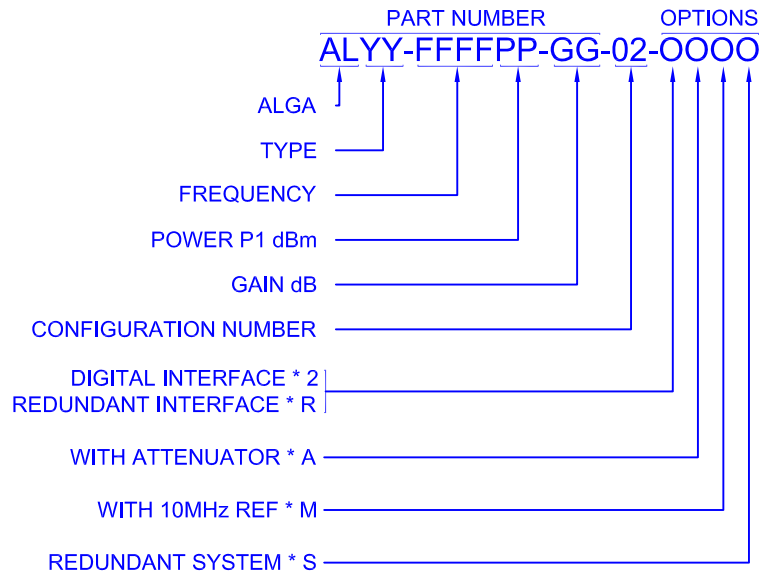 PART NUMBER OPTIONS
ALYY-FFFFPP-GG-02-OOOO
ALGA
TYPE
FREQUENCY
POWER P1 dBm
GAIN dB
CONFIGURATION NUMBER
DIGITAL INTERFACE * 2
REDUNDANT INTERFACE * R
WITH ATTENUATOR * A
WITH 10MHz REF * M
REDUNDANT SYSTEM * S